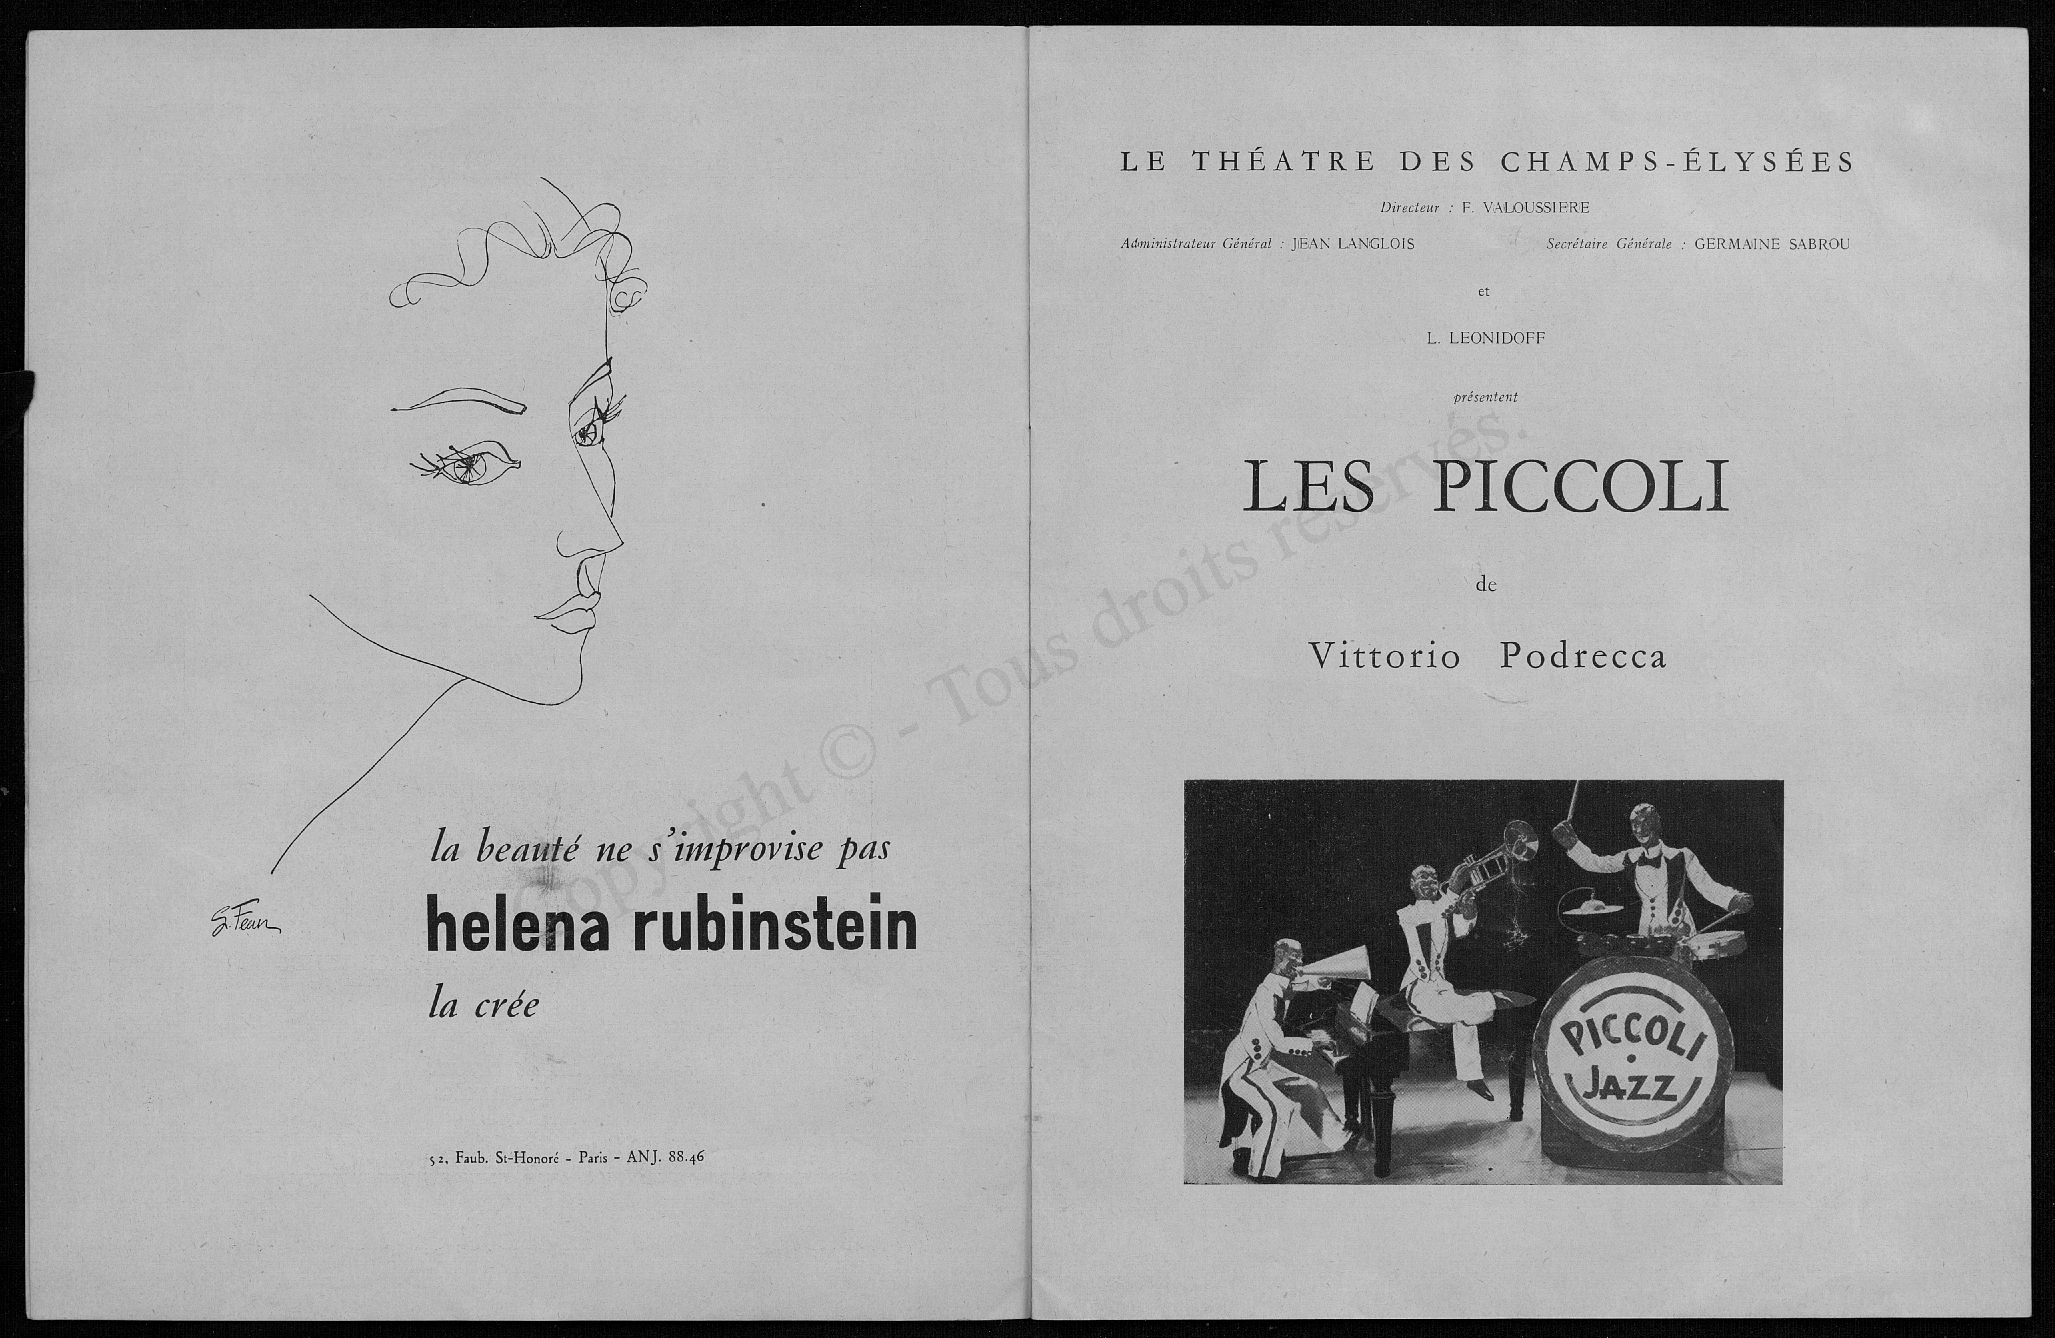 la beauté ne s'improvise pas
helena rubinstein
la crée
52, Faub. St-Honoré - Paris - ANJ. 88.46
LE THÉATRE DES CHAMPS-ÉLYSÉES
Directeur : F. VALOUSSIERE
Administrateur Général : JEAN LANGLOIS
Secrétaire Générale : GERMAINE SABROU
et
L. LEONIDOFF
présentent
LES PICCOLI
de
Vittorio Podrecca
PICCOLI
JAZZ
Copyright © - Tous droits réservés.